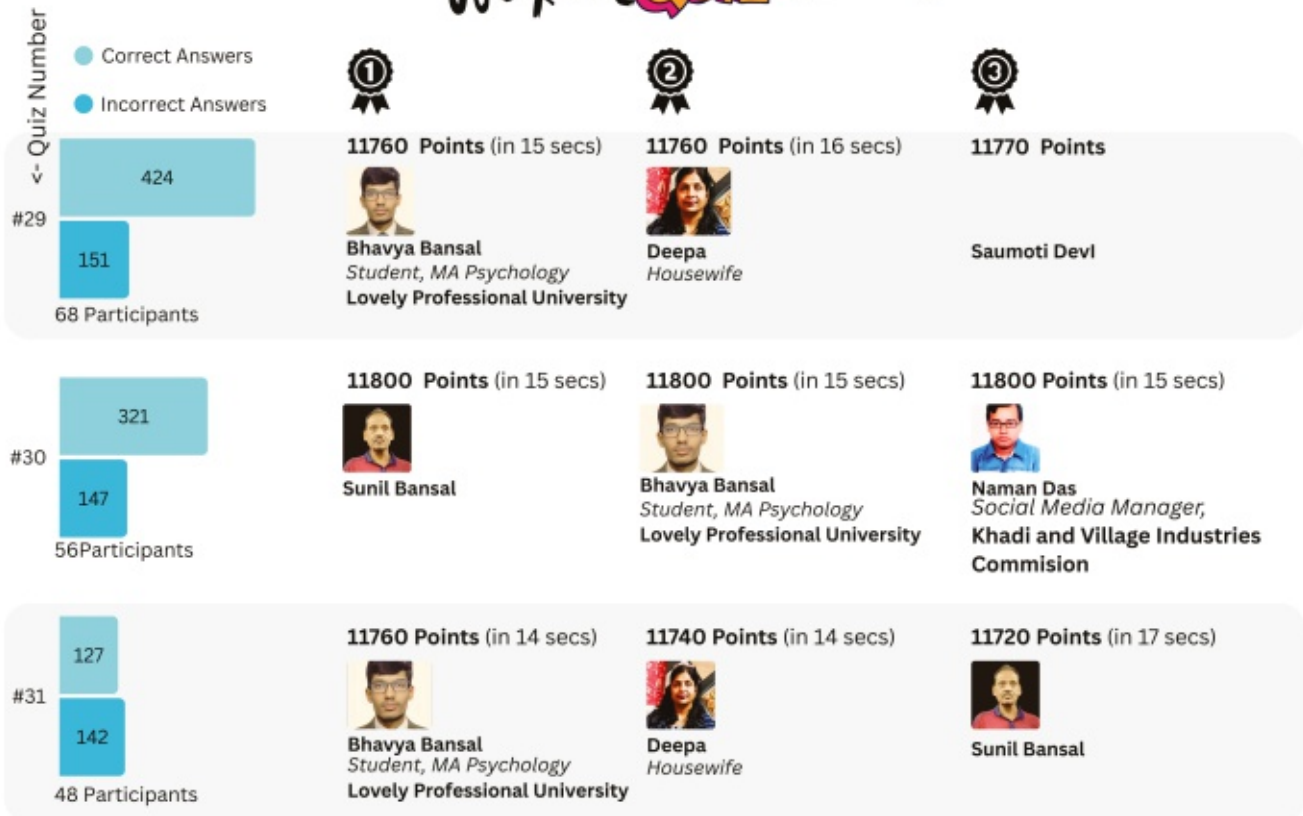 <- Quiz Number
Correct Answers
Incorrect Answers
1
2
3
#29
424
151
68 Participants
11760 Points (in 15 secs)
Bhavya Bansal
Student, MA Psychology
Lovely Professional University
11760 Points (in 16 secs)
Deepa
Housewife
11770 Points
Saumoti DevI
#30
321
147
56Participants
11800 Points (in 15 secs)
Sunil Bansal
11800 Points (in 15 secs)
Bhavya Bansal
Student, MA Psychology
Lovely Professional University
11800 Points (in 15 secs)
Naman Das
Social Media Manager,
Khadi and Village Industries
Commision
#31
127
142
48 Participants
11760 Points (in 14 secs)
Bhavya Bansal
Student, MA Psychology
Lovely Professional University
11740 Points (in 14 secs)
Deepa
Housewife
11720 Points (in 17 secs)
Sunil Bansal